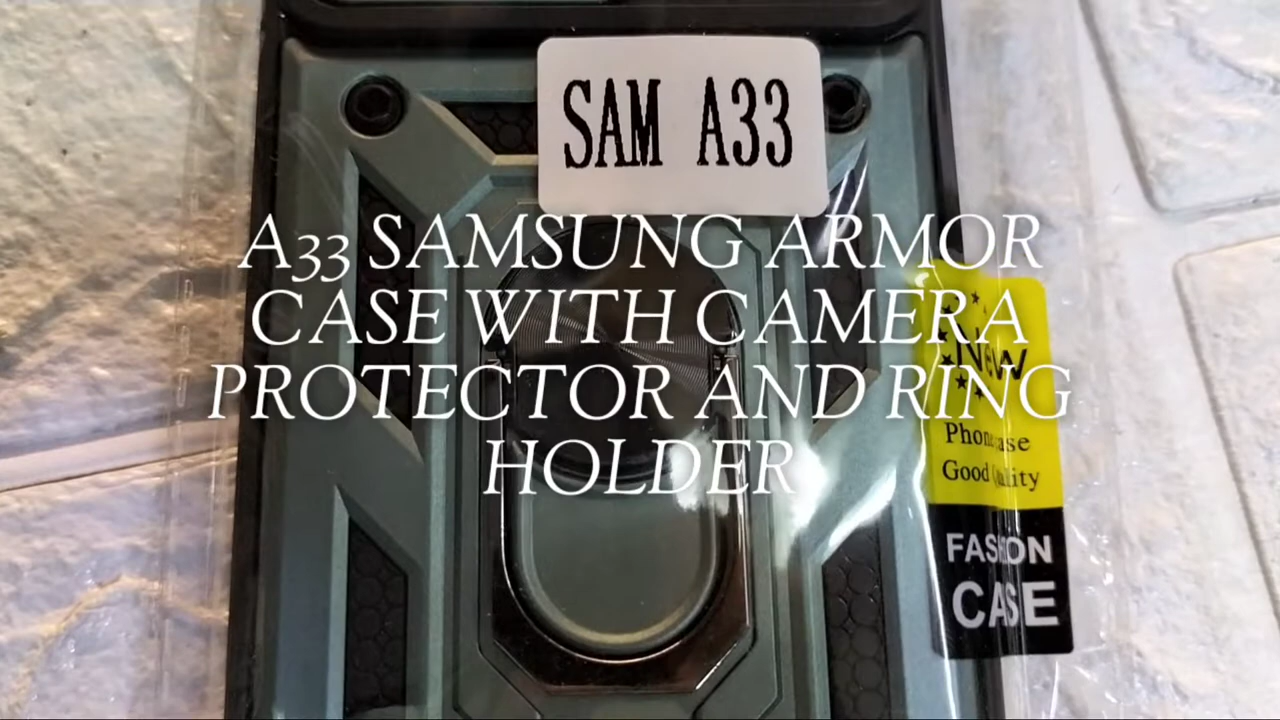 SAM A33
A33 SAMSUNG ARMOR
CASE WITH CAMERA
PROTECTOR AND RING
HOLDER
New
Phone case
Good Quality
FASHION
CASE